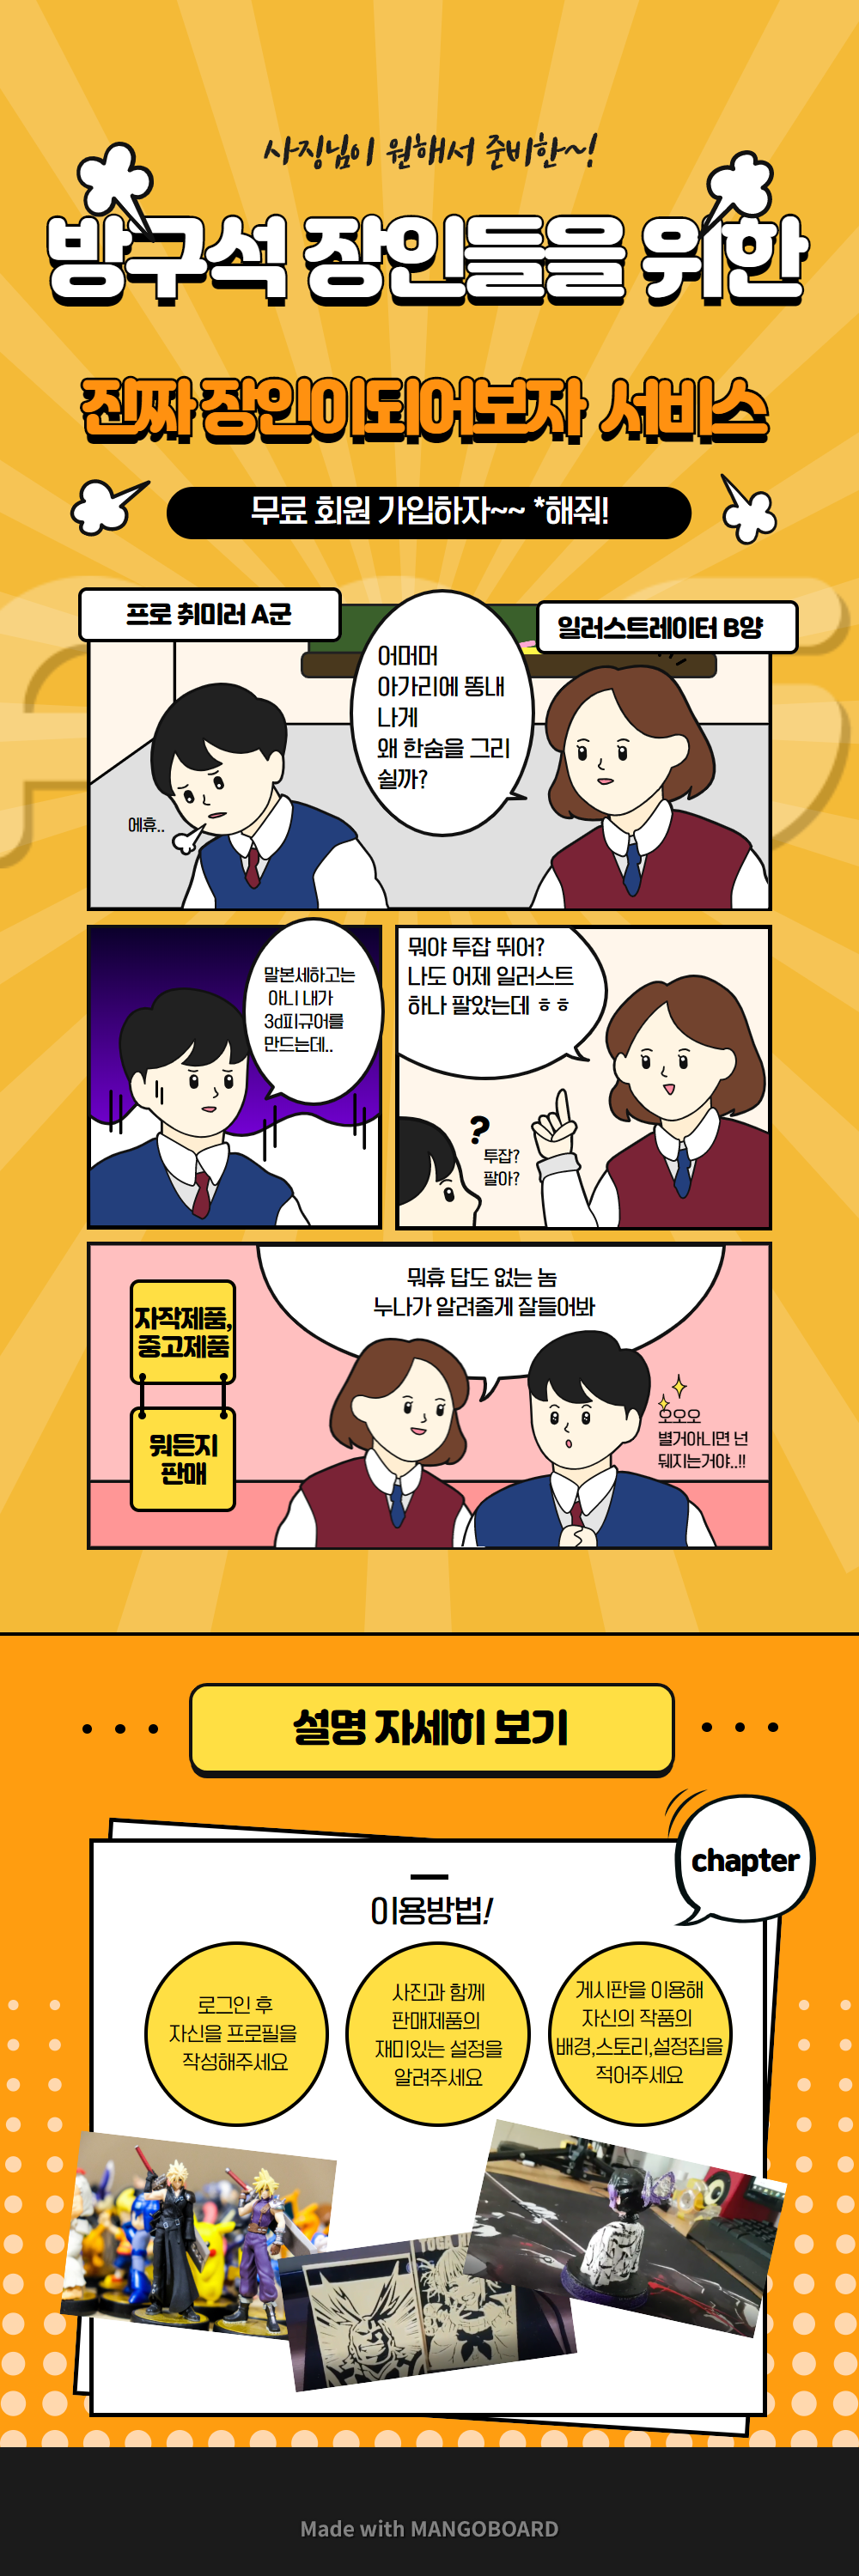 사징님이 원해서 준비한~!
방구석 장인들을 위한
진짜 장인이되어보자 서비스
무료 회원 가입하자~~ *해줘!
프로 취미러 A군
일러스트레이터 B양
어머머
아가리에 똥내
나게
왜 한숨을 그리
쉴까?
에휴..
말본세하고는
아니 내가
3d피규어를
만드는데..
뭐야 투잡 뛰어?
나도 어제 일러스트
하나 팔았는데 ㅎㅎ
?
투잡?
팔아?
뭐휴 답도 없는 놈
누나가 알려줄게 잘들어봐
자작제품,
중고제품
뭐든지
판매
오오오
별거아니면 넌
뒈지는거야..!!
설명 자세히 보기
chapter
이용방법!
로그인 후
자신을 프로필을
작성해주세요
사진과 함께
판매제품의
재미있는 설정을
알려주세요
게시판을 이용해
자신의 작품의
배경,스토리,설정집을
적어주세요
Made with MANGOBOARD